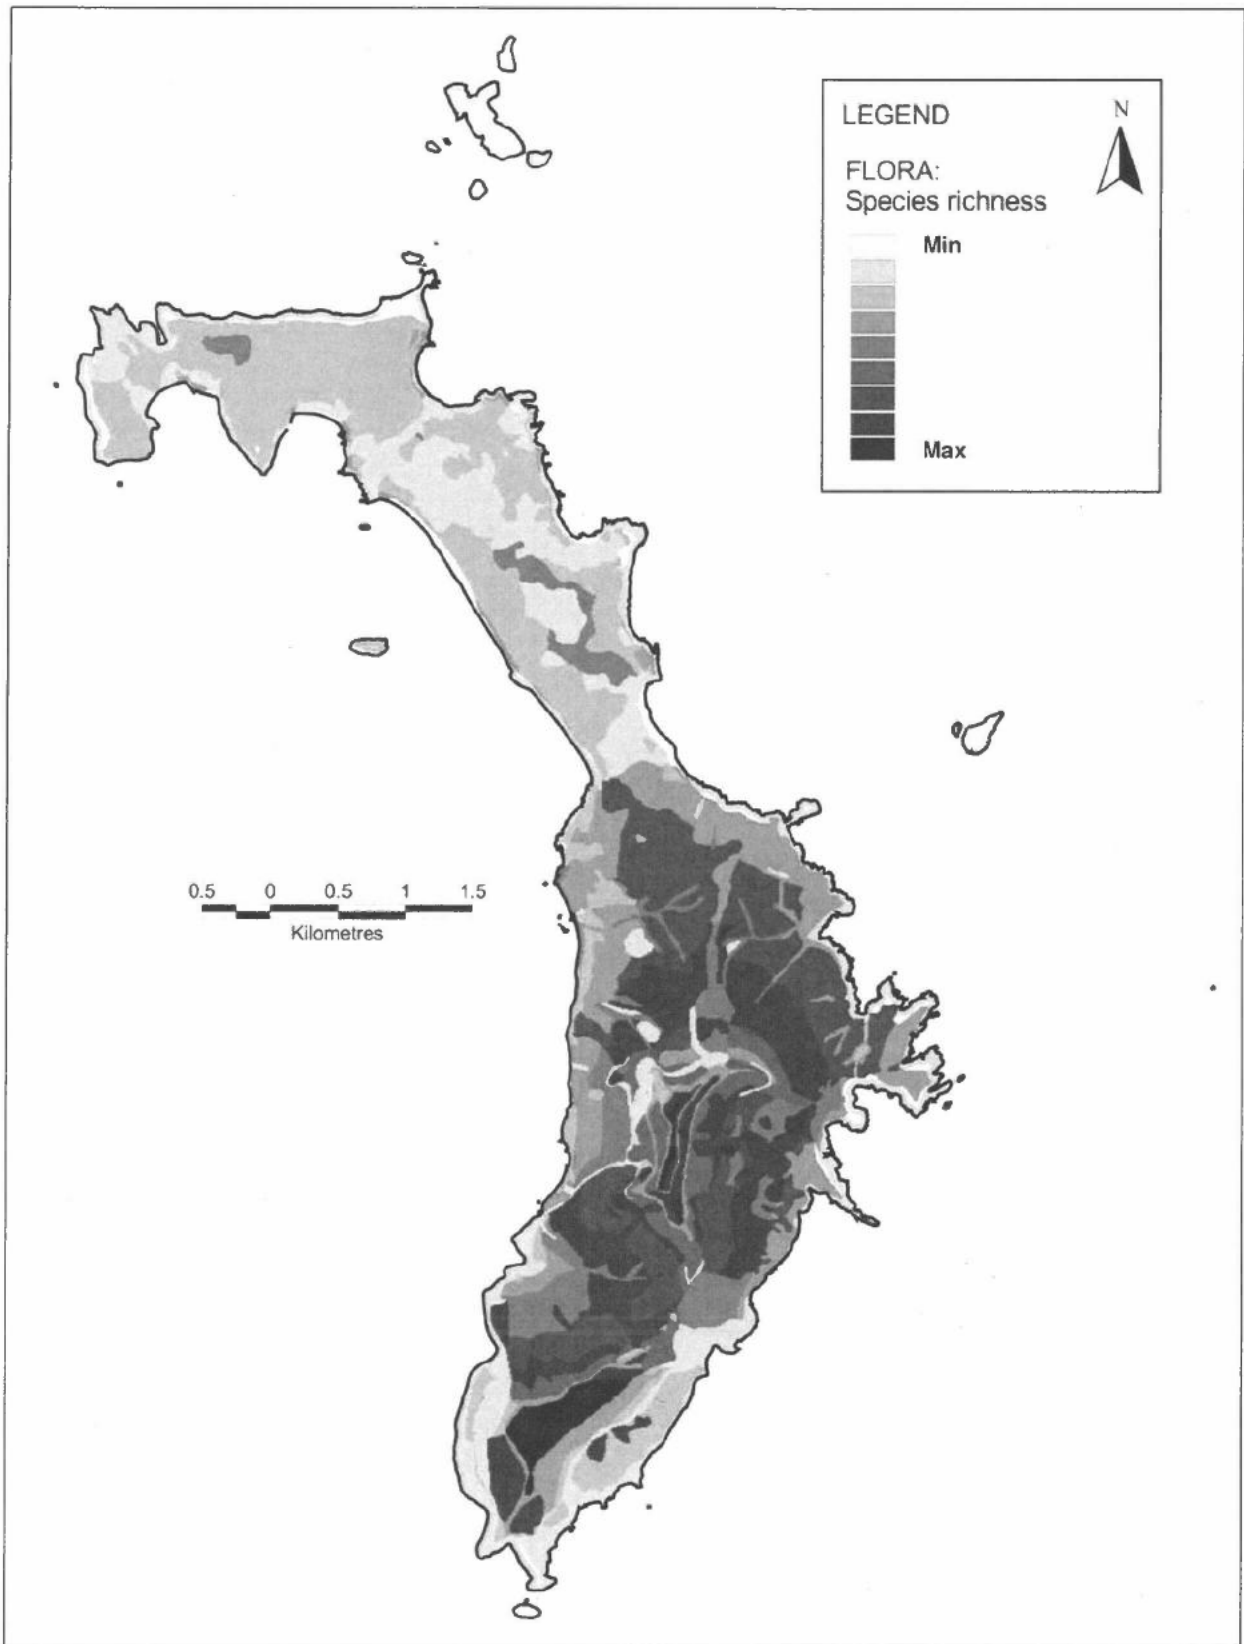 LEGEND
N
FLORA:
Species richness
Min
Max
0.5 0 0.5 1 1.5
Kilometres